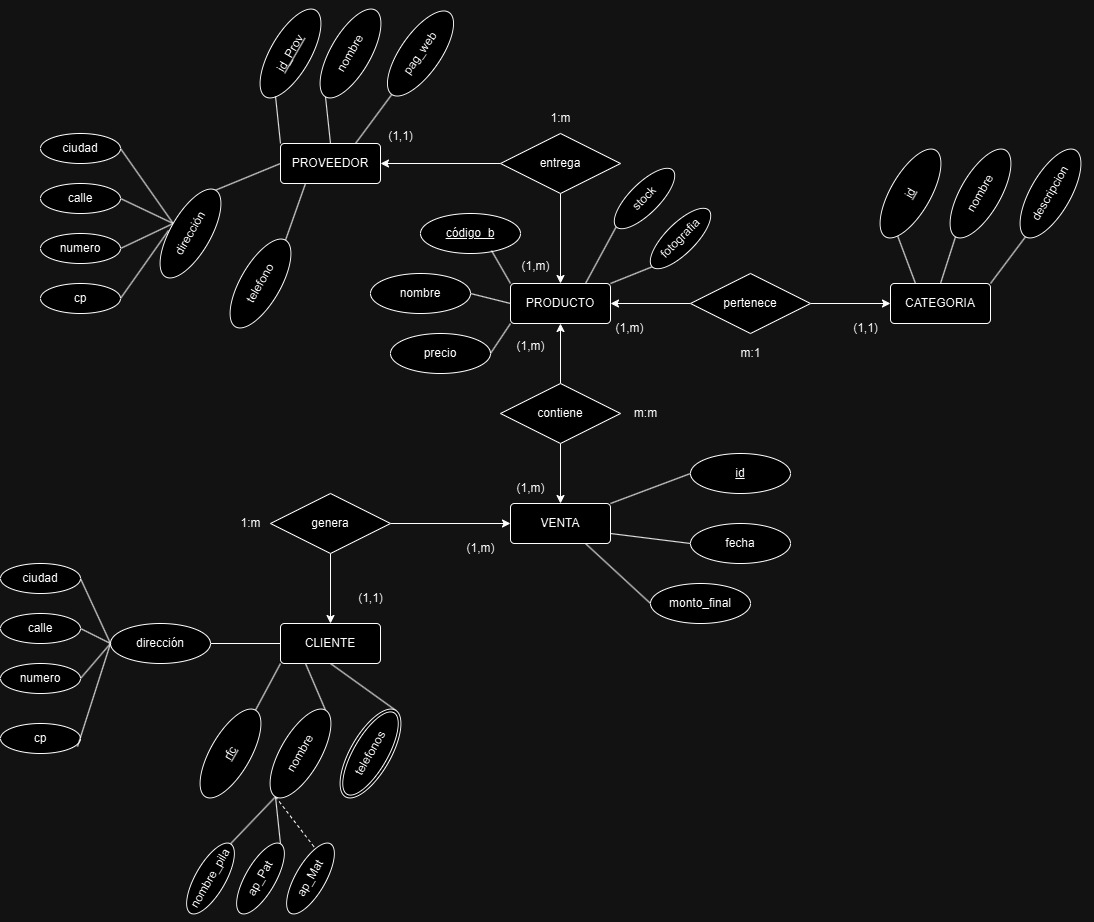 id_Prov
nombre
pag_web
ciudad
calle
numero
cp
dirección
telefono
PROVEEDOR
(1,1)
1:m
entrega
(1,m)
código_b
nombre
precio
stock
fotografia
PRODUCTO
(1,m)
(1,m)
pertenece
m:1
(1,1)
id
nombre
descripcion
CATEGORIA
contiene
m:m
(1,m)
VENTA
id
fecha
monto_final
1:m
genera
(1,m)
(1,1)
CLIENTE
ciudad
calle
numero
cp
dirección
rfc
nombre
telefonos
nombre_pila
ap_Pat
ap_Mat